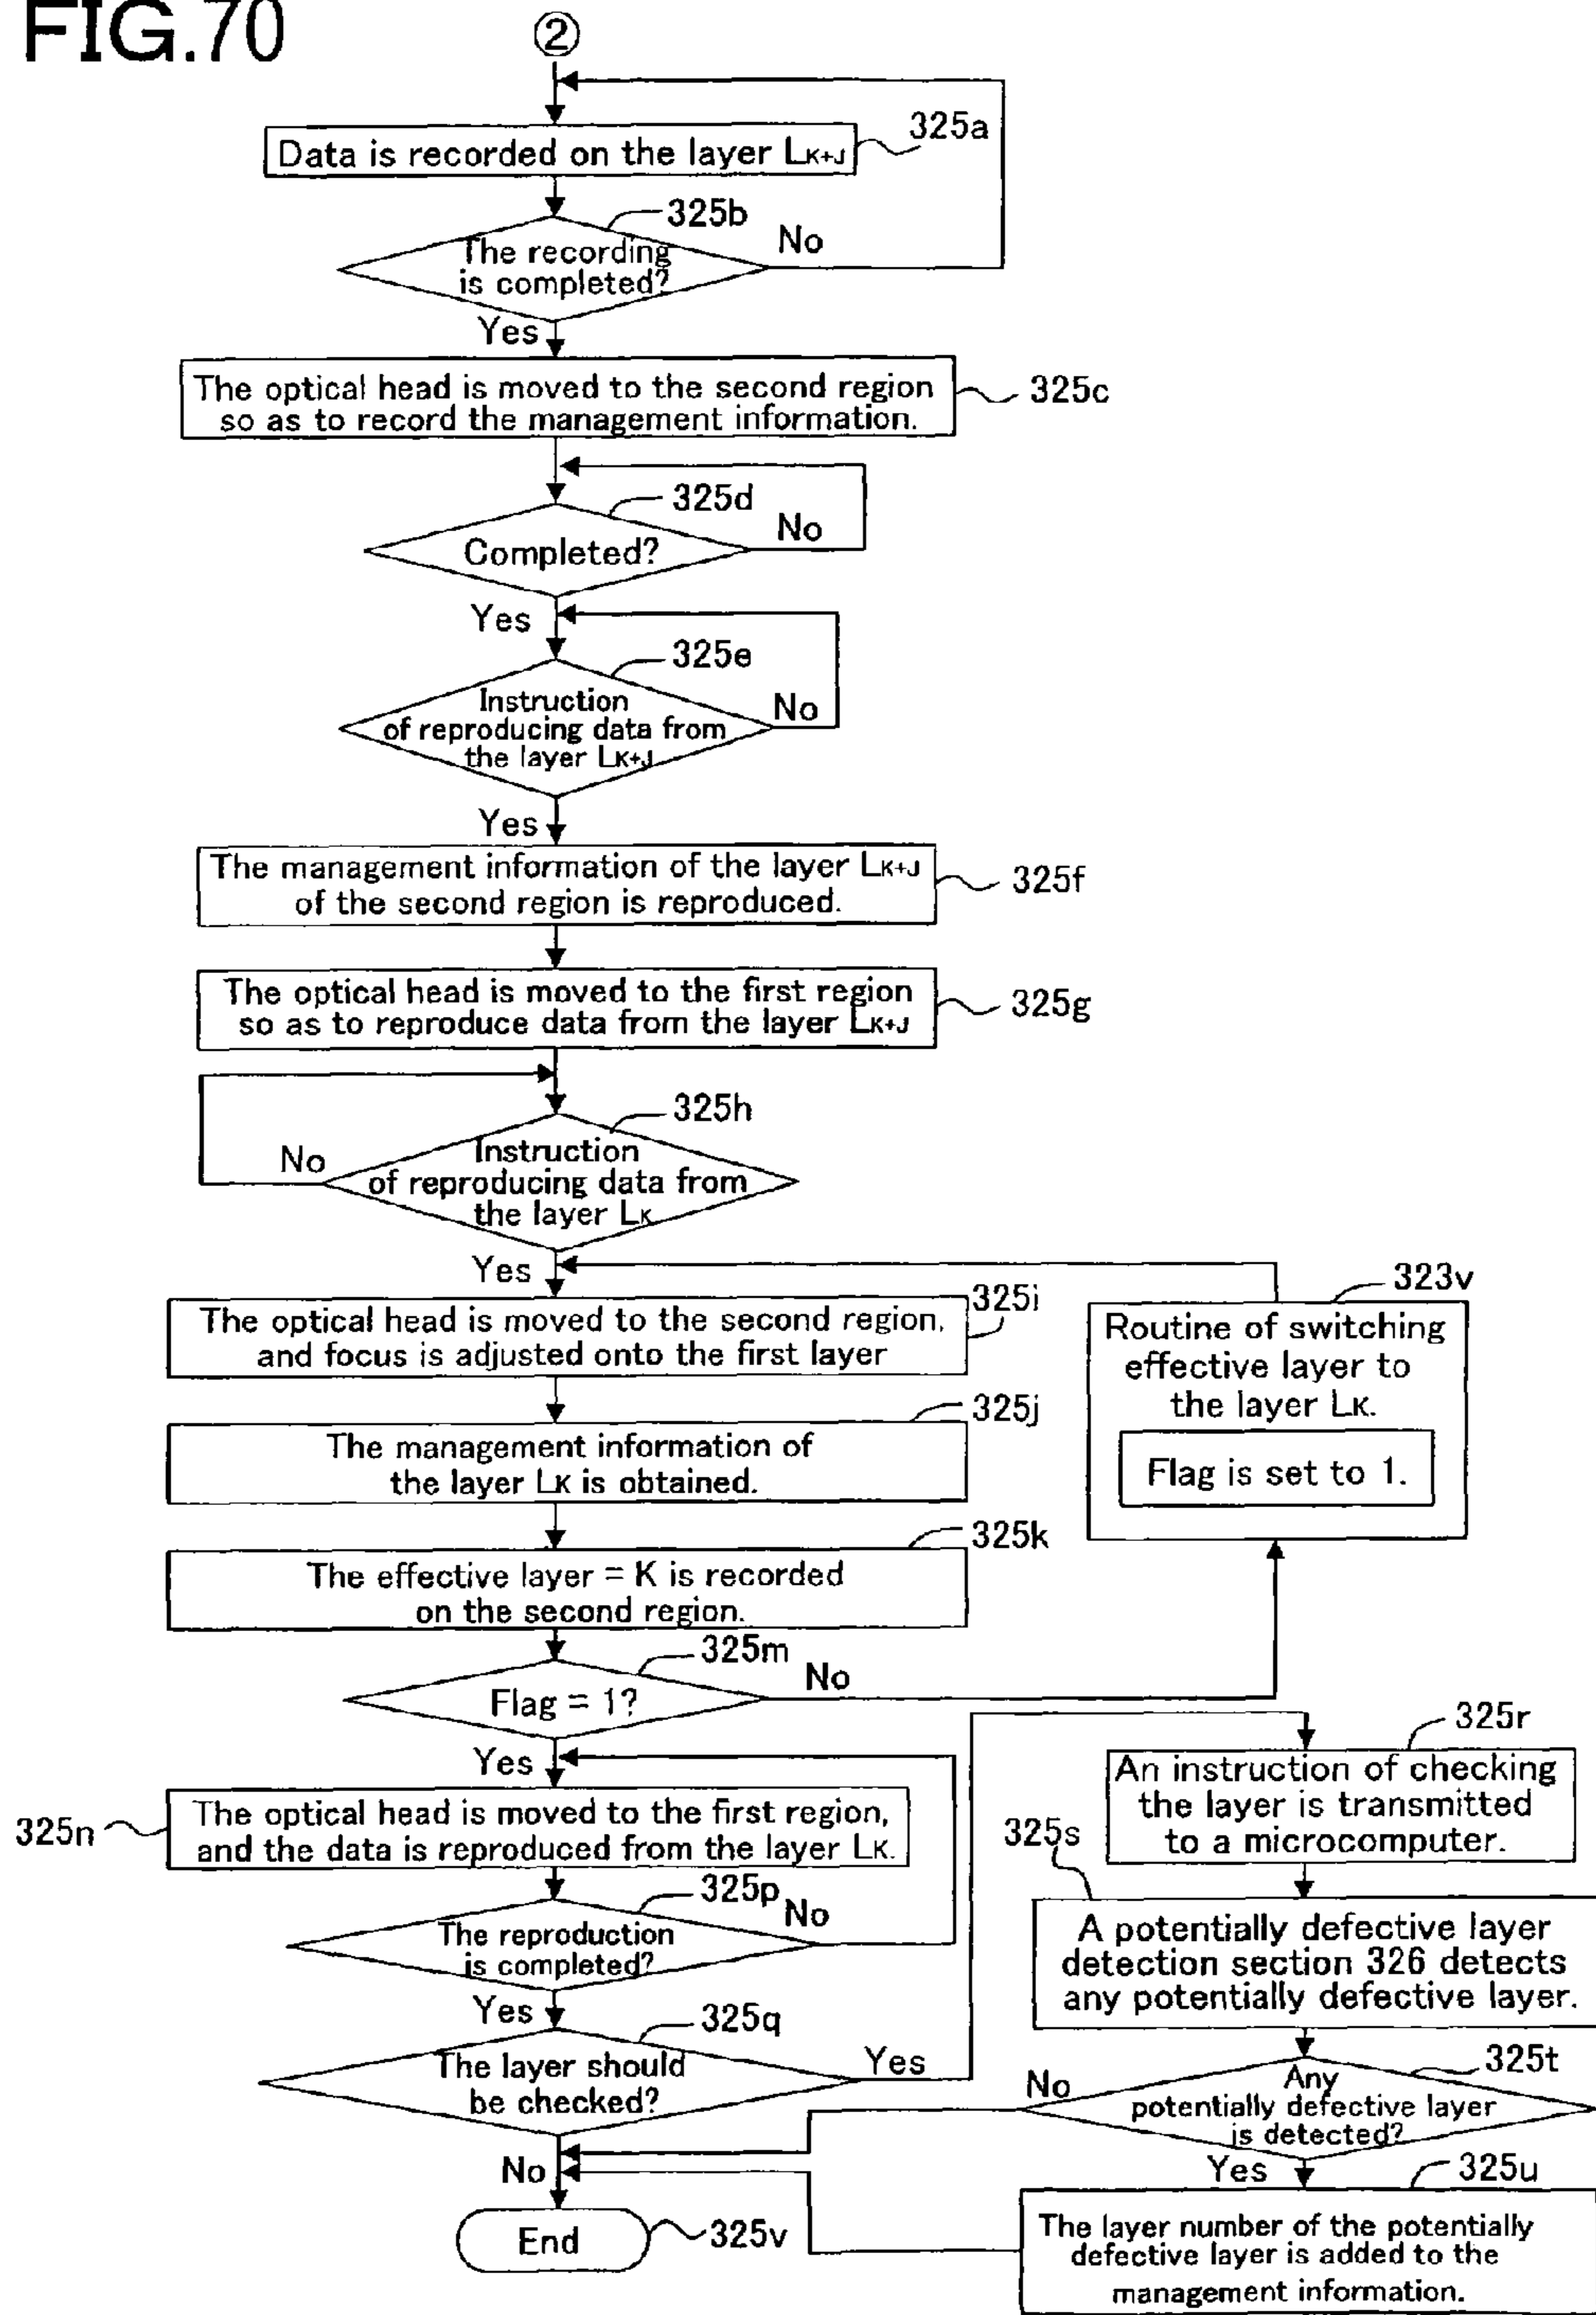 FIG.70
②
Data is recorded on the layer LK+J
325a
The recording
is completed?
325b
No
Yes
The optical head is moved to the second region
so as to record the management information.
325c
Completed?
325d
No
Yes
Instruction
of reproducing data from
the layer LK+J
325e
No
Yes
The management information of the layer LK+J
of the second region is reproduced.
325f
The optical head is moved to the first region
so as to reproduce data from the layer LK+J
325g
Instruction
of reproducing data from
the layer LK
325h
No
Yes
The optical head is moved to the second region,
and focus is adjusted onto the first layer
325i
323v
Routine of switching
effective layer to
the layer LK.
Flag is set to 1.
The management information of
the layer LK is obtained.
325j
The effective layer = K is recorded
on the second region.
325k
Flag = 1?
325m
No
Yes
325n
The optical head is moved to the first region,
and the data is reproduced from the layer LK.
The reproduction
is completed?
325p
No
Yes
The layer should
be checked?
325q
Yes
No
325r
An instruction of checking
the layer is transmitted
to a microcomputer.
325s
A potentially defective layer
detection section 326 detects
any potentially defective layer.
325t
Any
potentially defective layer
is detected?
No
Yes
325u
The layer number of the potentially
defective layer is added to the
management information.
End
325v